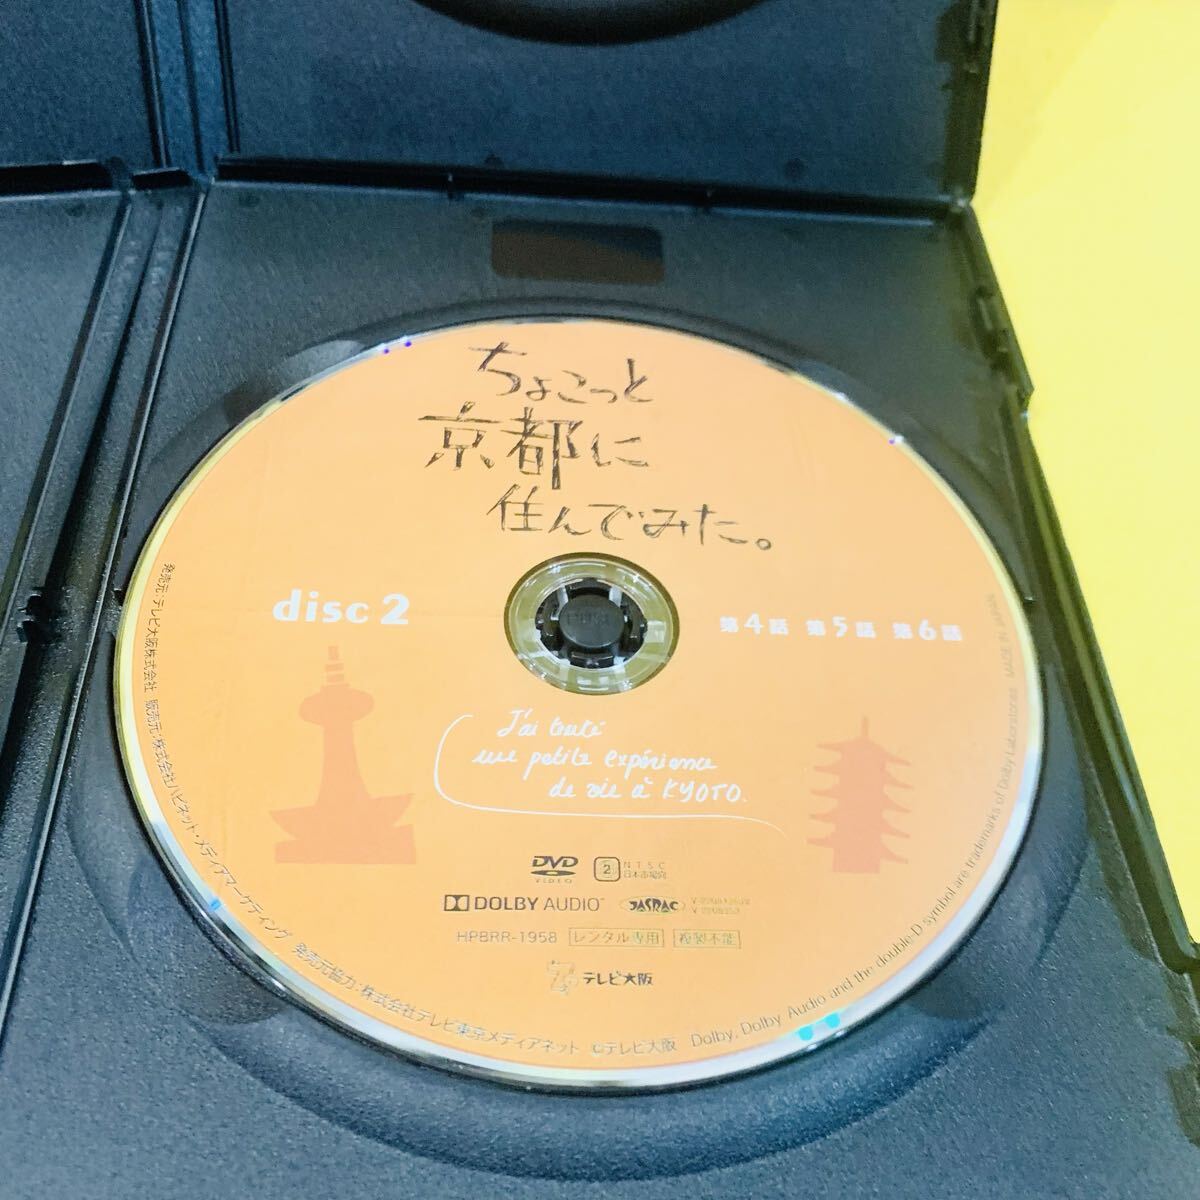 ちょこっと
京都に
住んでみた。
disc 2
第4話 第5話 第6話
J'ai tenté
une petite expérience
de vie à KYOTO.
DVD
VIDEO
2
NTSC
日本市場向
DOLBY AUDIO
JASRAC
HPBRR-1958 レンタル専用 複製不能
テレビ大阪
発売元:テレビ大阪株式会社 販売元:株式会社ハピネット・メディアマーケティング 発売元協力:株式会社テレビ東京メディアネット ©テレビ大阪 Dolby, Dolby Audio and the double-D symbol are trademarks of Dolby Laboratories MADE IN JAPAN